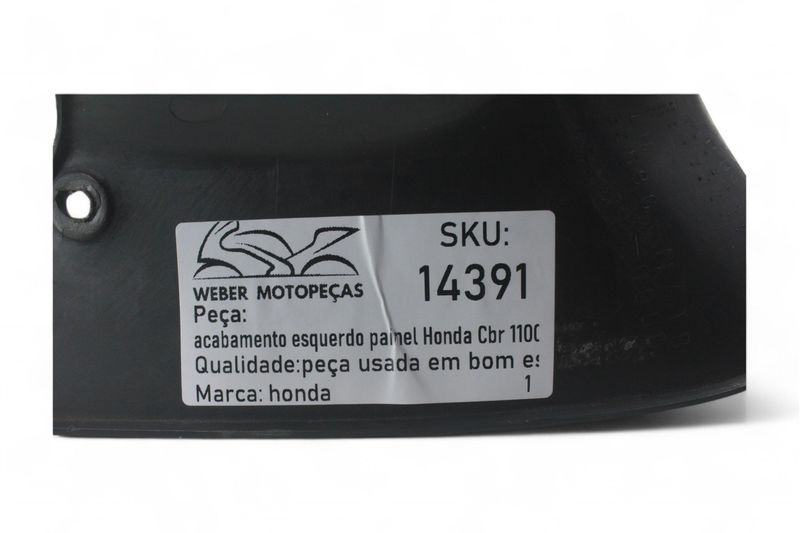 SKU:
14391
WEBER MOTOPEÇAS
Peça:
acabamento esquerdo painel Honda Cbr 110
Qualidade:peça usada em bom es
Marca: honda
1